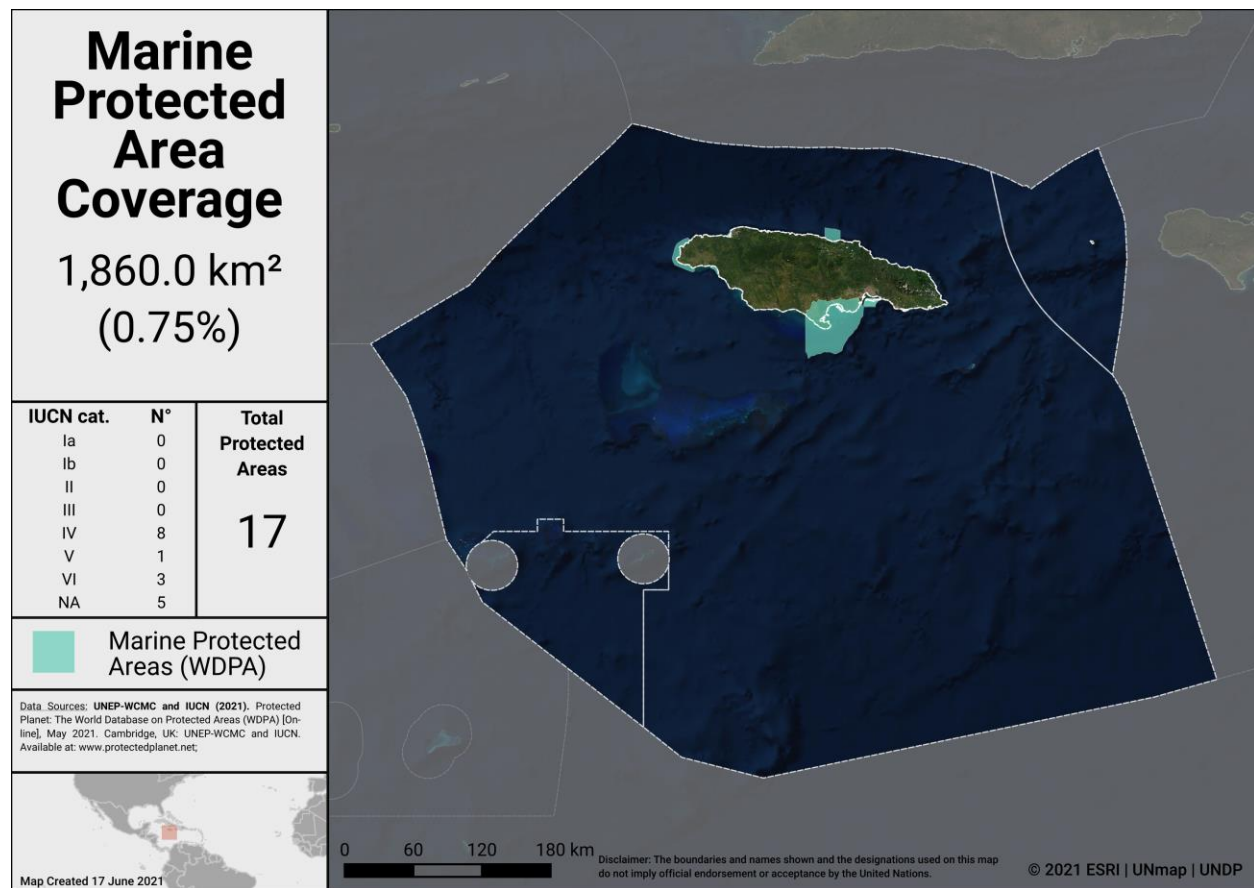 Marine
Protected
Area
Coverage
1,860.0 km²
(0.75%)
IUCN cat. N°
Ia 0
Ib 0
II 0
III 0
IV 8
V 1
VI 3
NA 5
Total
Protected
Areas
17
Marine Protected
Areas (WDPA)
Data Sources: UNEP-WCMC and IUCN (2021). Protected
Planet: The World Database on Protected Areas (WDPA) [On-
line], May 2021. Cambridge, UK: UNEP-WCMC and IUCN.
Available at: www.protectedplanet.net;
Map Created 17 June 2021
0 60 120 180 km
Disclaimer: The boundaries and names shown and the designations used on this map
do not imply official endorsement or acceptance by the United Nations.
© 2021 ESRI | UNmap | UNDP